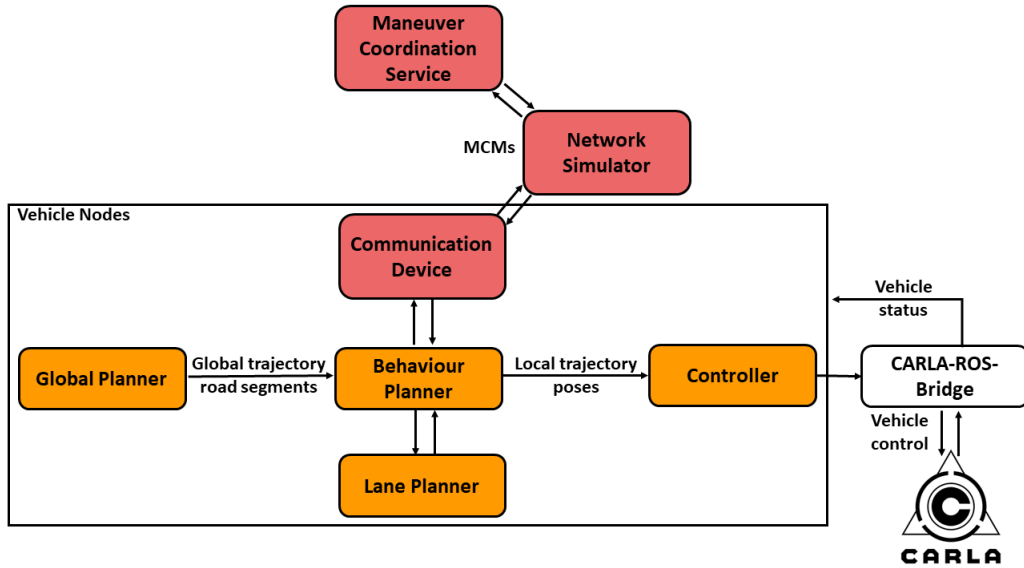 Maneuver
Coordination
Service
Network
Simulator
MCMs
Vehicle Nodes
Communication
Device
Vehicle
status
Global Planner
Global trajectory
road segments
Behaviour
Planner
Local trajectory
poses
Controller
CARLA-ROS-
Bridge
Vehicle
control
Lane Planner
CARLA